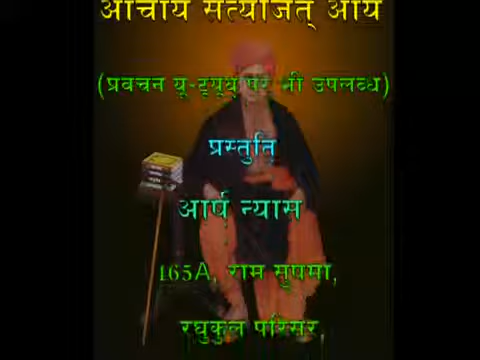 आचार्य सत्यजित् आर्य
(प्रवचन यू-ट्यूब पर भी उपलब्ध)
प्रस्तुति
आर्ष न्यास
165A, राम सुषमा,
रघुकुल परिसर,